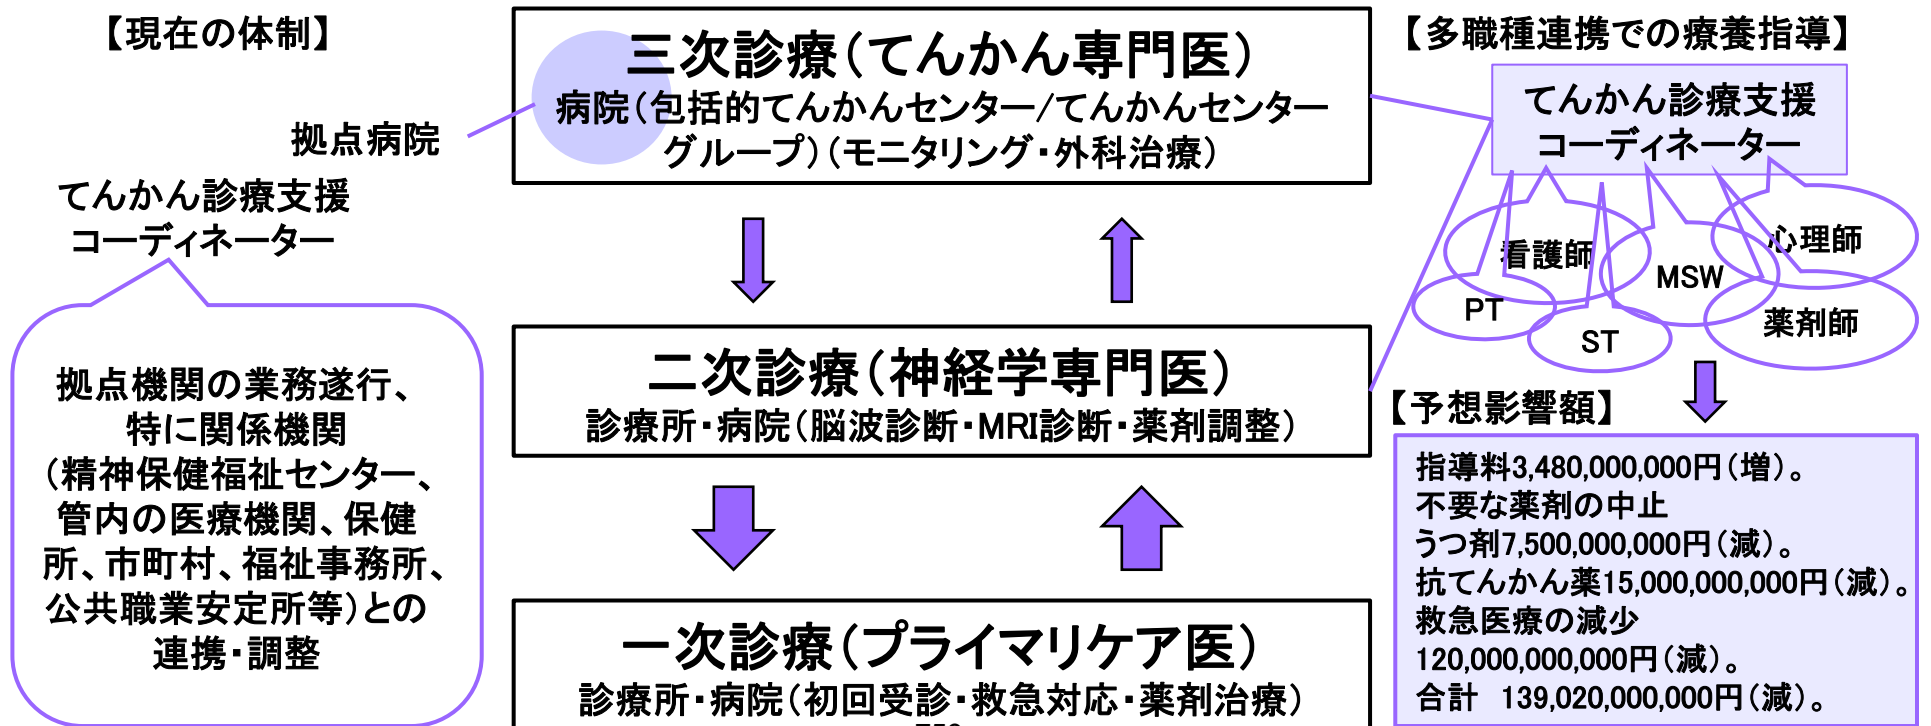 【現在の体制】
拠点病院
てんかん診療支援
コーディネーター
拠点機関の業務遂行、
特に関係機関
(精神保健福祉センター、
管内の医療機関、保健
所、市町村、福祉事務所、
公共職業安定所等)との
連携・調整
三次診療(てんかん専門医)
病院(包括的てんかんセンター/てんかんセンター
グループ)(モニタリング・外科治療)
二次診療(神経学専門医)
診療所・病院(脳波診断・MRI診断・薬剤調整)
一次診療(プライマリケア医)
診療所・病院(初回受診・救急対応・薬剤治療)
【多職種連携での療養指導】
てんかん診療支援
コーディネーター
看護師
心理師
MSW
PT
ST
薬剤師
【予想影響額】
指導料3,480,000,000円(増)。
不要な薬剤の中止
うつ剤7,500,000,000円(減)。
抗てんかん薬15,000,000,000円(減)。
救急医療の減少
120,000,000,000円(減)。
合計 139,020,000,000円(減)。